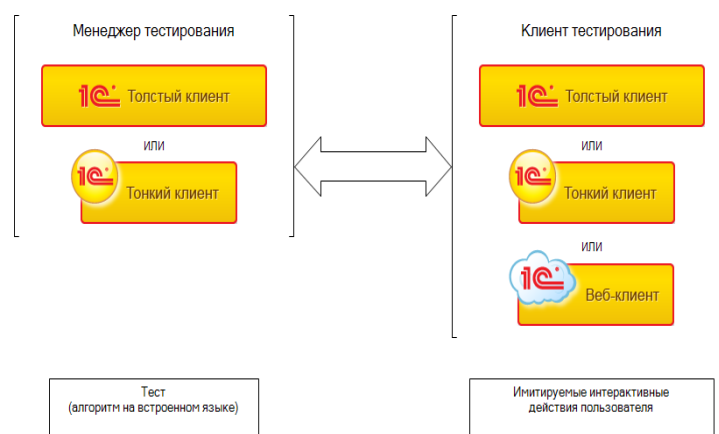 Менеджер тестирования
1С Толстый клиент
или
1С Тонкий клиент
Клиент тестирования
1С Толстый клиент
или
1С Тонкий клиент
или
1С Веб-клиент
Тест
(алгоритм на встроенном языке)
Имитируемые интерактивные
действия пользователя